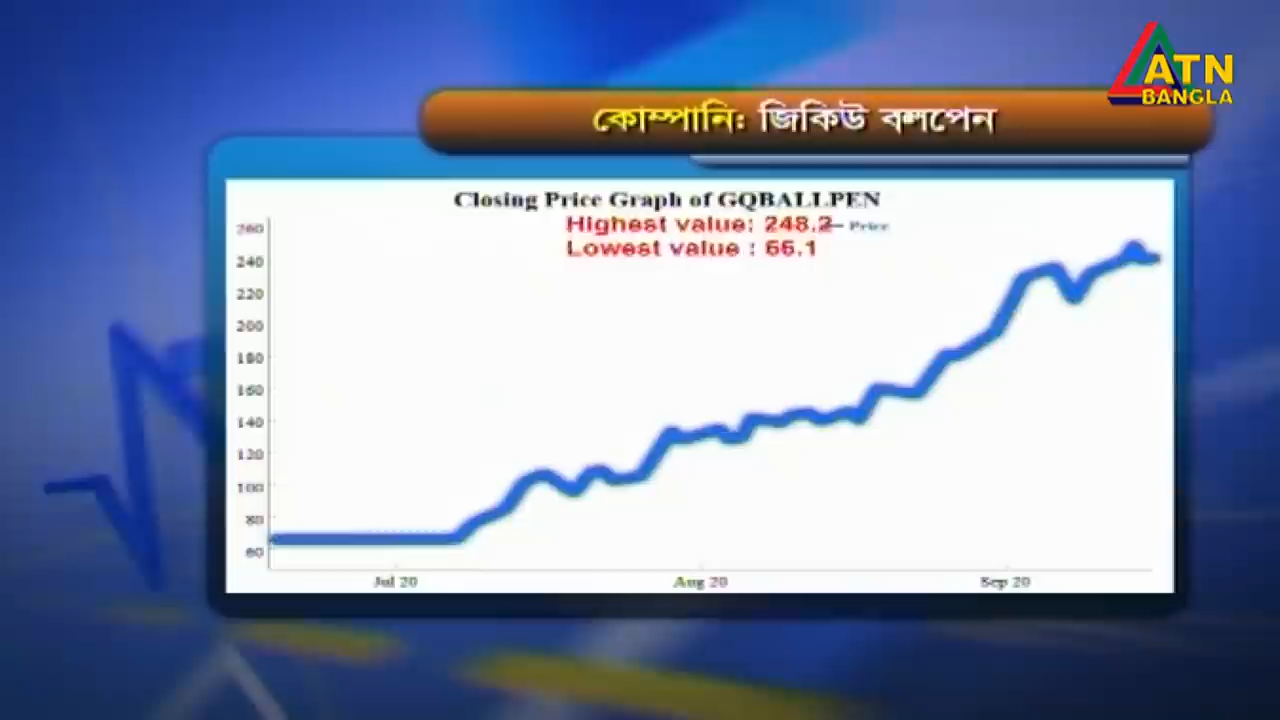 ATN
BANGLA
কোম্পানি: জিকিউ বলপেন
Closing Price Graph of GQBALLPEN
Highest value: 248.2
Price
Lowest value : 66.1
260
240
220
200
180
160
140
120
100
80
60
Jul 20
Aug 20
Sep 20